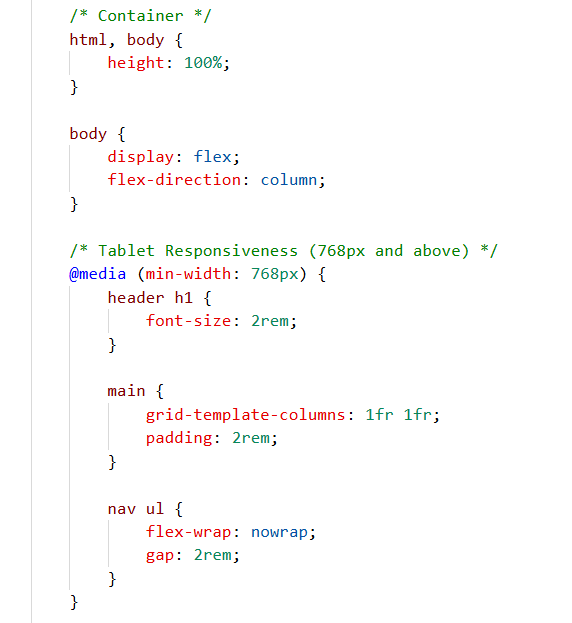 /* Container */
html, body {
    height: 100%;
}

body {
    display: flex;
    flex-direction: column;
}

/* Tablet Responsiveness (768px and above) */
@media (min-width: 768px) {
    header h1 {
        font-size: 2rem;
    }

    main {
        grid-template-columns: 1fr 1fr;
        padding: 2rem;
    }

    nav ul {
        flex-wrap: nowrap;
        gap: 2rem;
    }
}